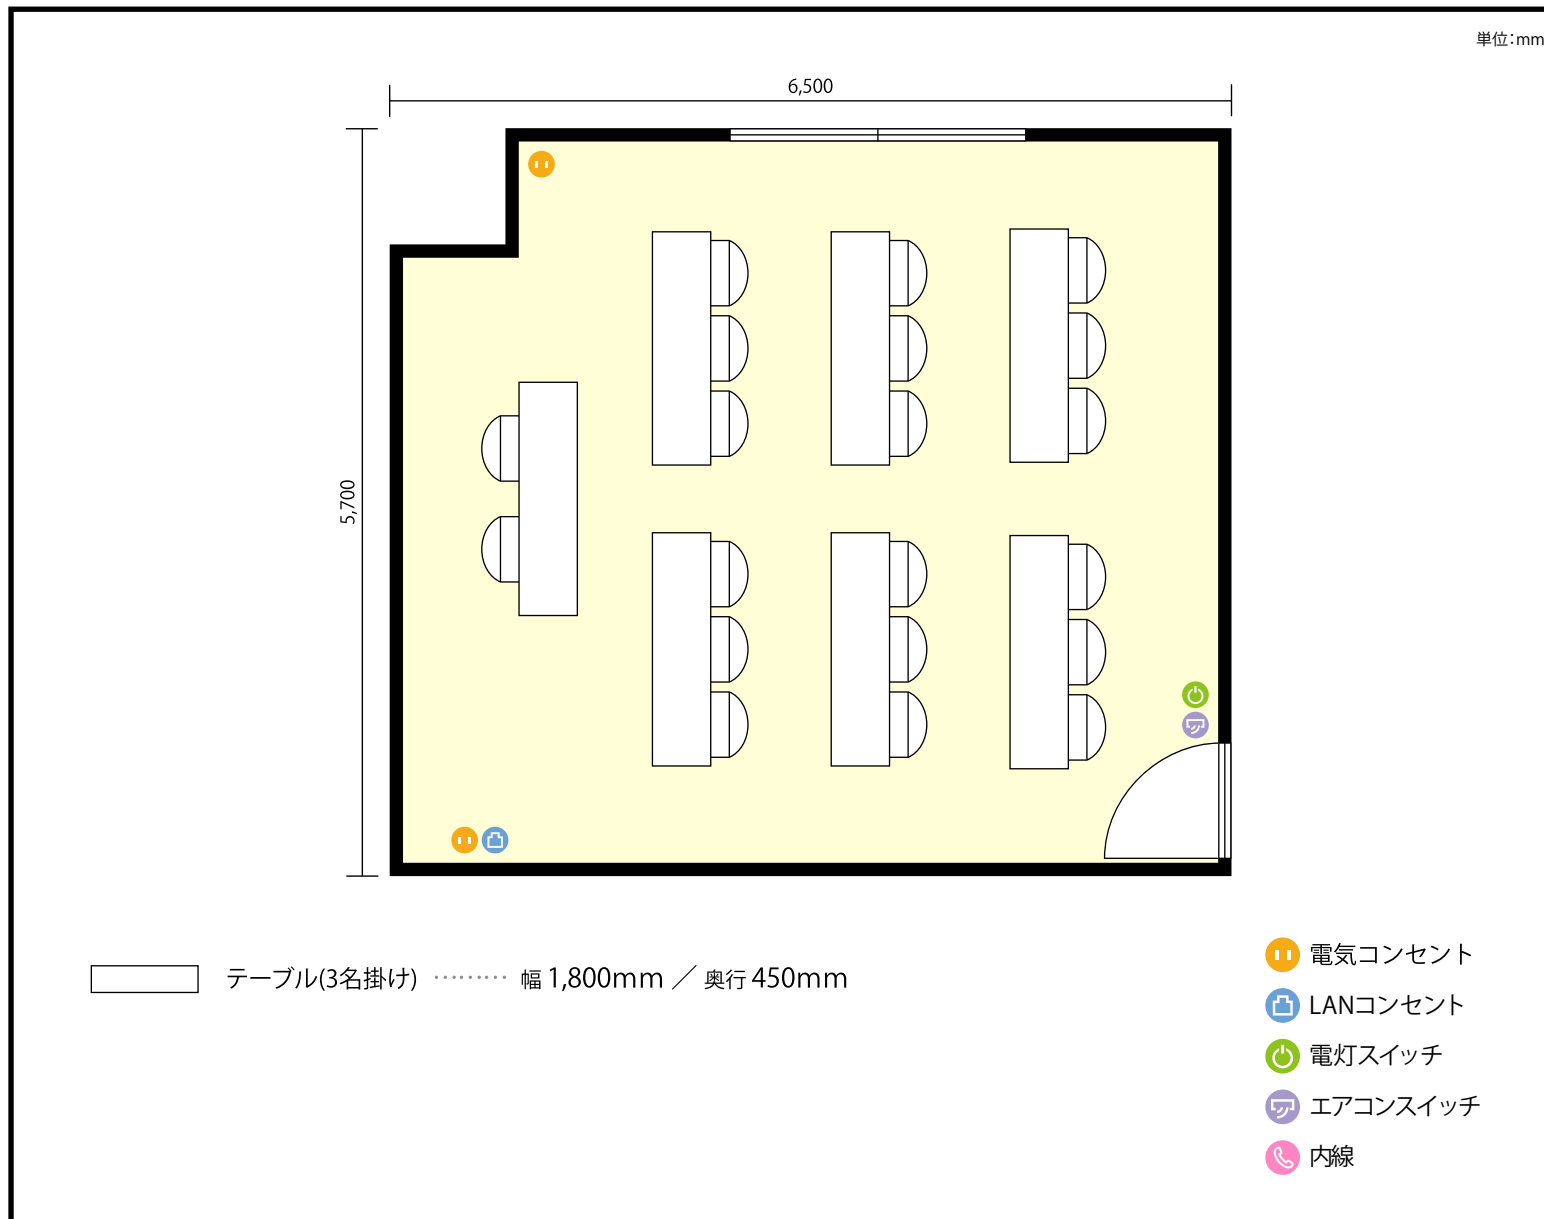 単位：mm
6,500
5,700
テーブル(3名掛け) ········· 幅 1,800mm ／ 奥行 450mm
電気コンセント
LANコンセント
電灯スイッチ
エアコンスイッチ
内線